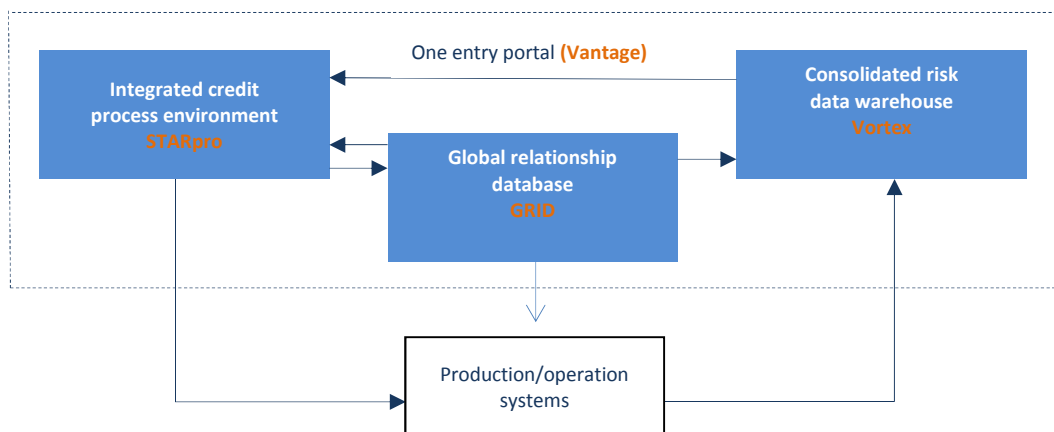 One entry portal (Vantage)
Integrated credit
process environment
STARpro
Consolidated risk
data warehouse
Vortex
Global relationship
database
GRID
Production/operation
systems